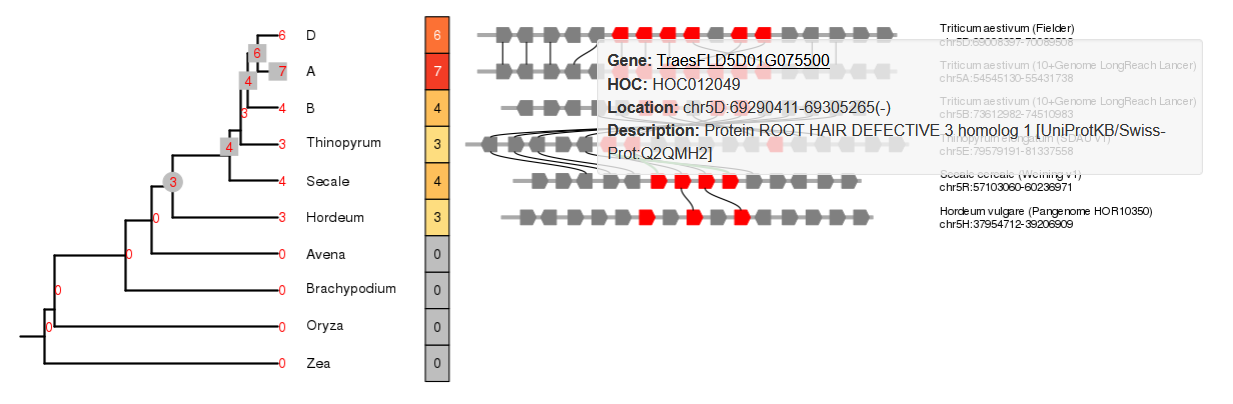 6 D 6 Triticum aestivum (Fielder)
chr5D:69008397-70089508
6
7 A 7 Triticum aestivum (10+Genome LongReach Lancer)
chr5A:54545130-55431738
4
4 B 4 Triticum aestivum (10+Genome LongReach Lancer)
chr5B:73612982-74510983
3
3 Thinopyrum 3
chr5E:79579191-81337558
4
4 Secale 4 Secale cereale (Weining v1)
chr5R:57103060-60236971
3
3 Hordeum 3 Hordeum vulgare (Pangenome HOR10350)
chr5H:37954712-39206909
0
0 Avena 0
0
0 Brachypodium 0
0
0 Oryza 0
0
0 Zea 0
Gene: TraesFLD5D01G075500
HOC: HOC012049
Location: chr5D:69290411-69305265(-)
Description: Protein ROOT HAIR DEFECTIVE 3 homolog 1 [UniProtKB/Swiss-
Prot:Q2QMH2]